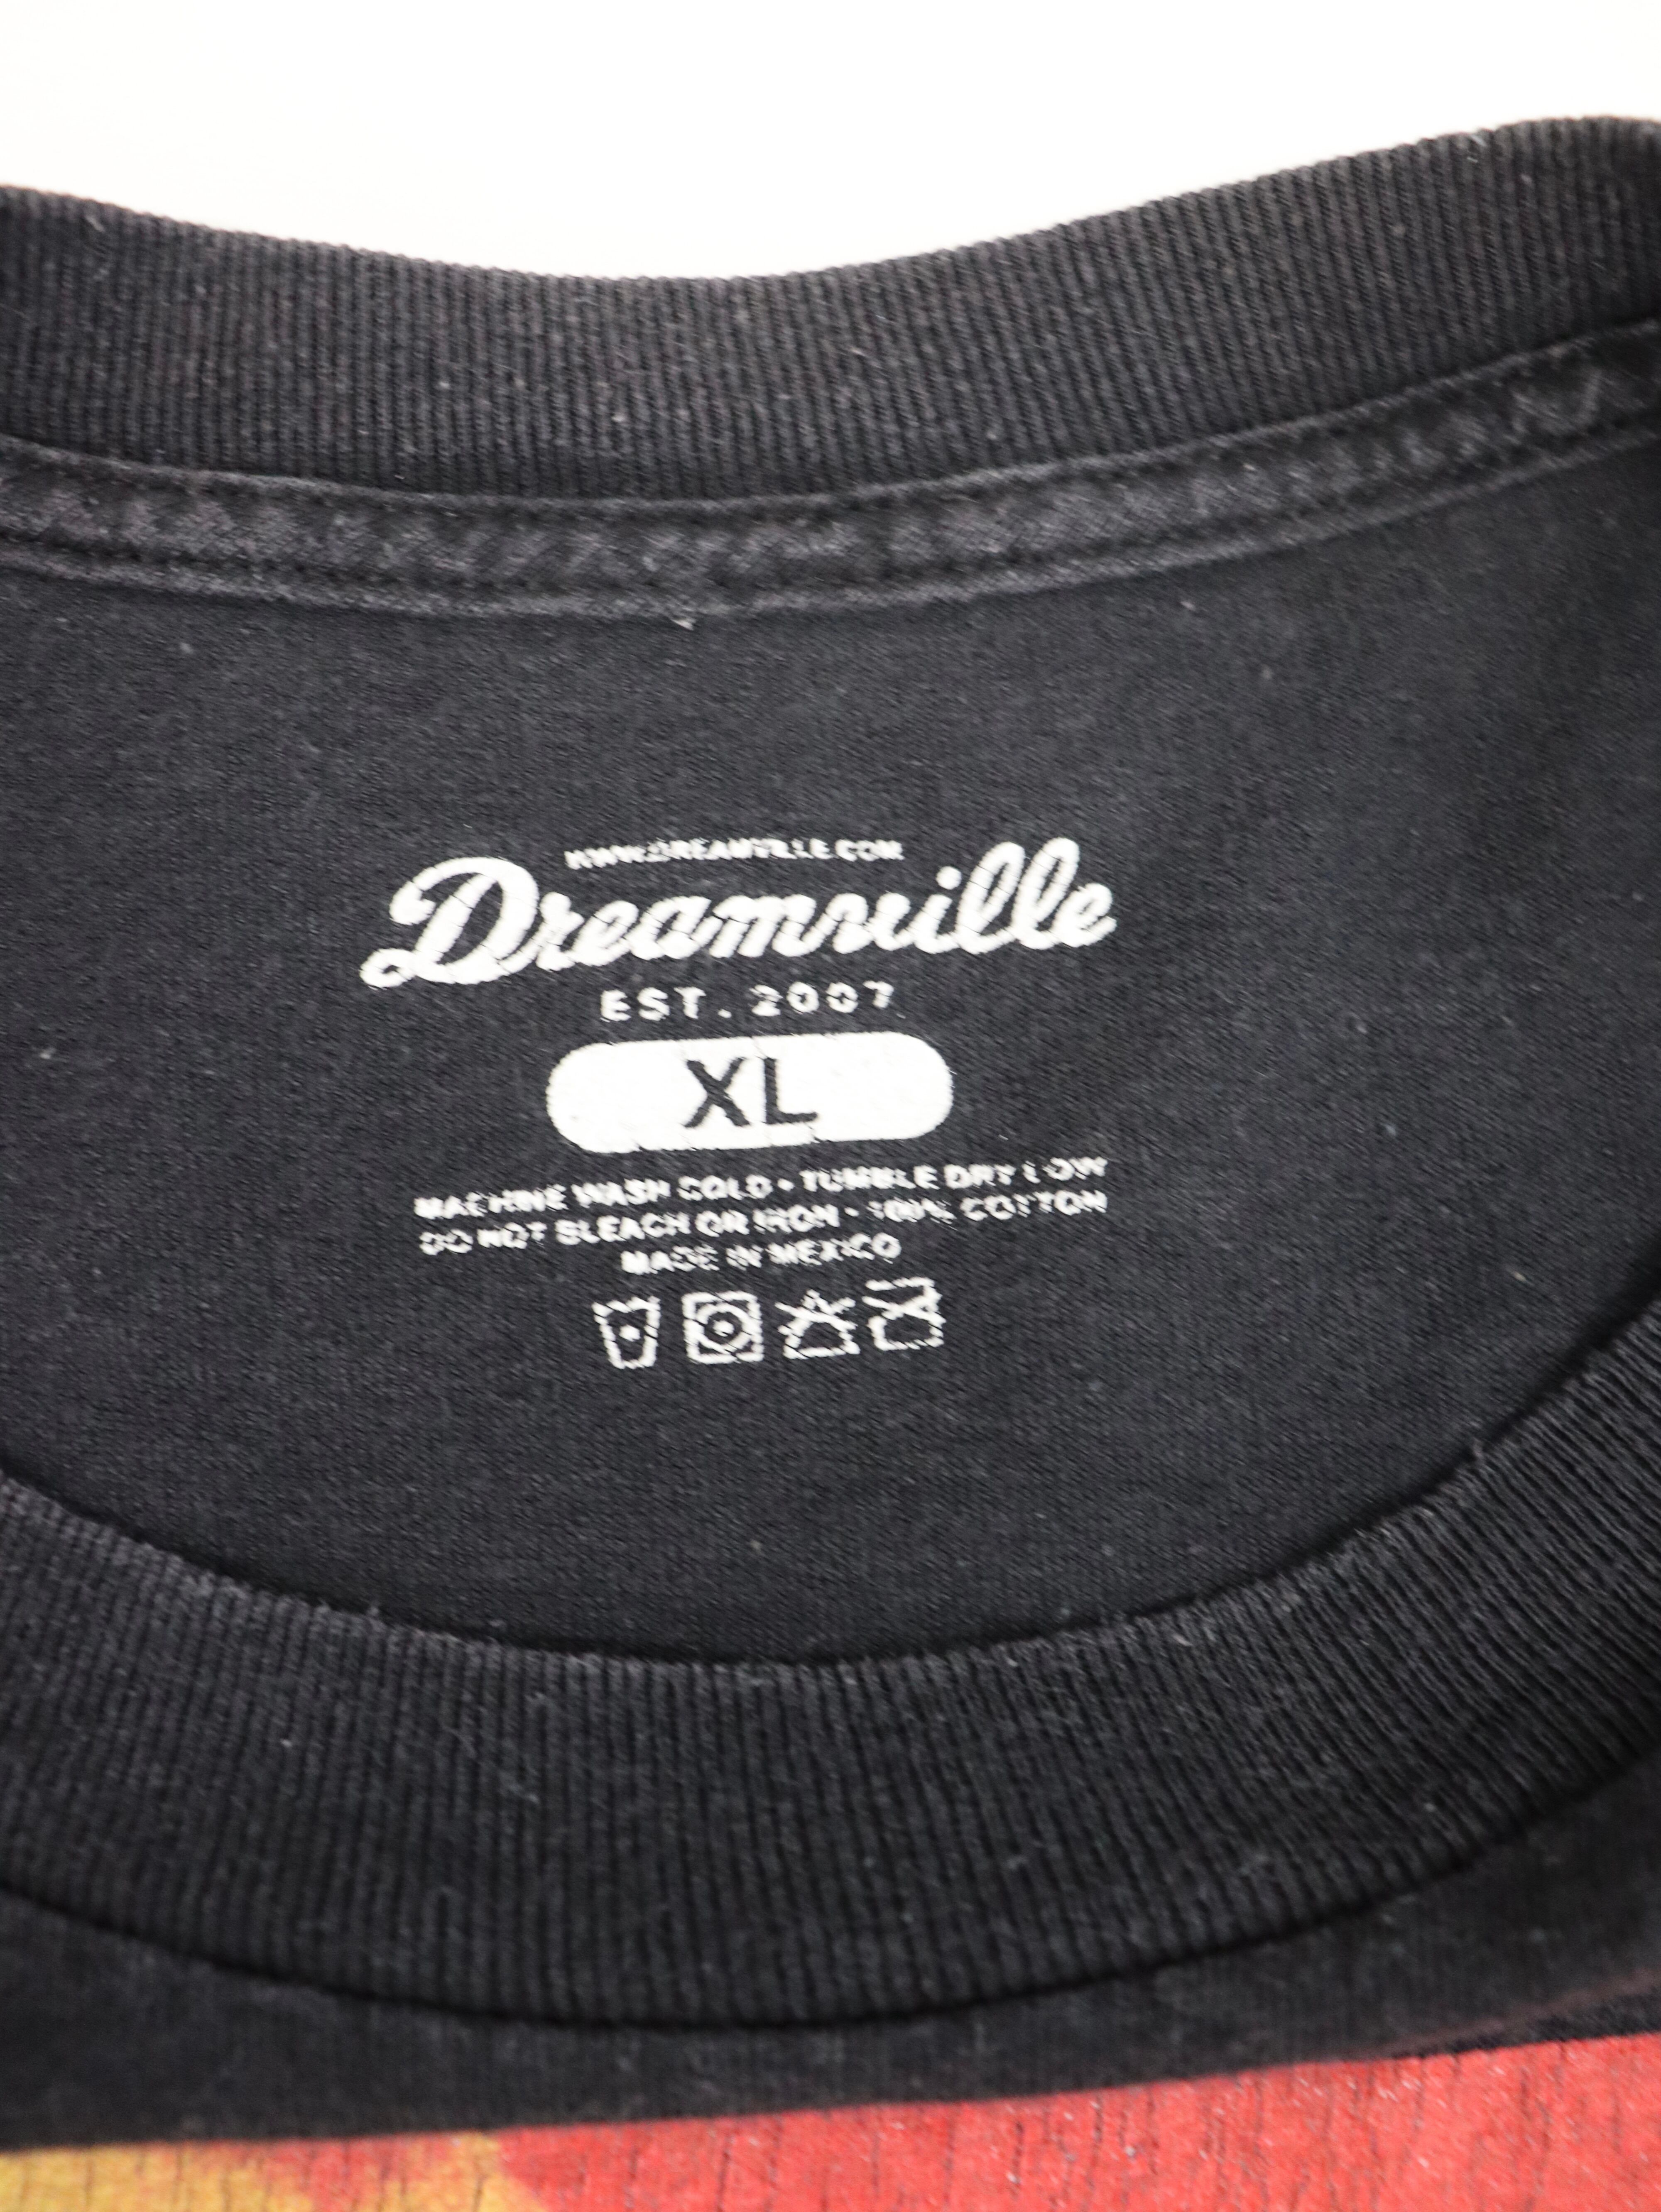 WWW.DREAMVILLE.COM
Dreamville
EST. 2007
XL
MACHINE WASH COLD • TUMBLE DRY LOW
DO NOT BLEACH OR IRON • 100% COTTON
MADE IN MEXICO